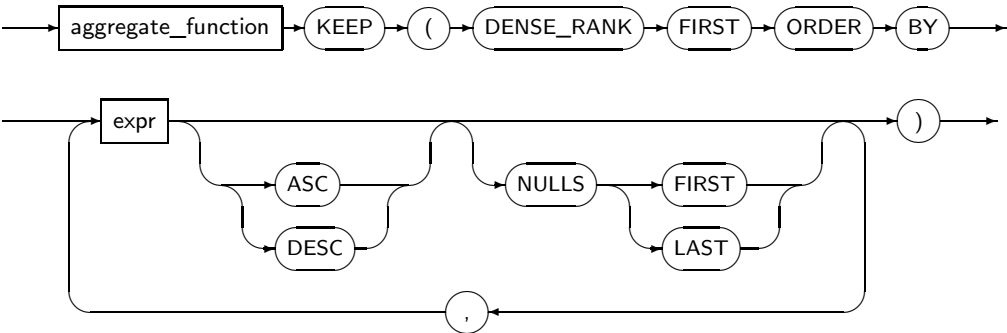 aggregate_function KEEP ( DENSE_RANK FIRST ORDER BY
expr )
ASC NULLS FIRST
DESC LAST
,